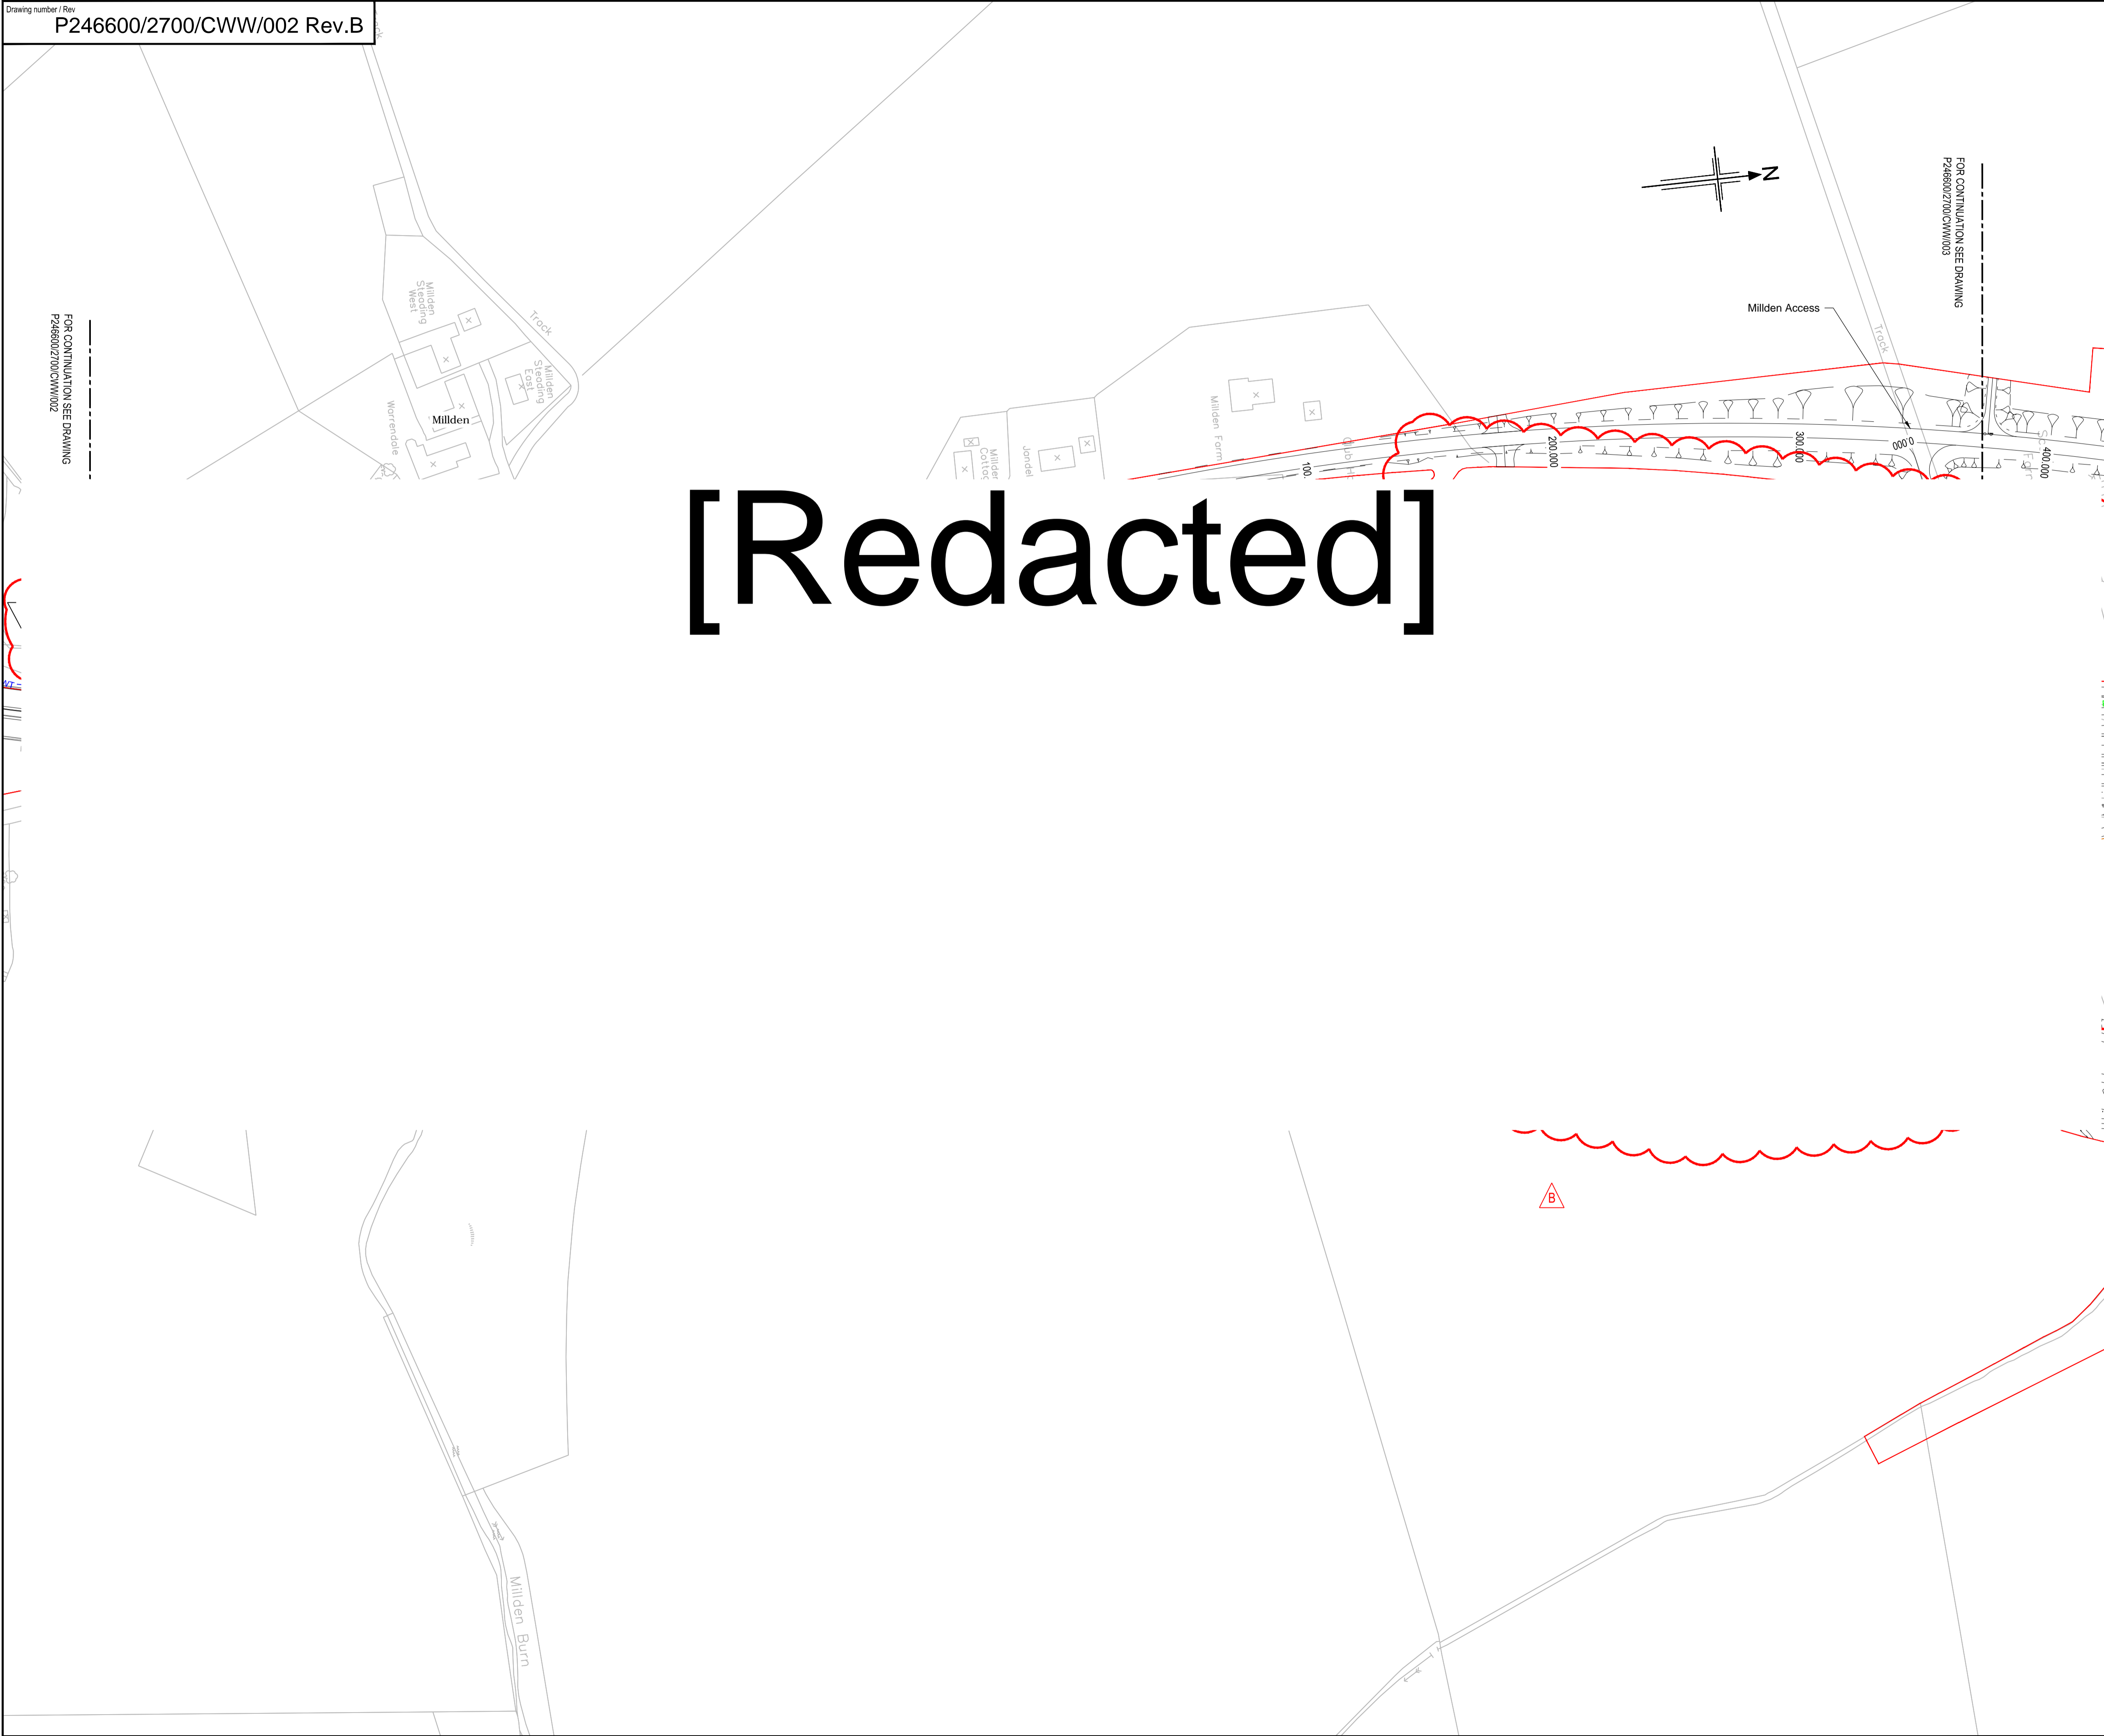 Drawing number / Rev
P246600/2700/CWW/002 Rev.B
FOR CONTINUATION SEE DRAWING
P246600/2700/CWW/002
FOR CONTINUATION SEE DRAWING
P246600/2700/CWW/003
N
Millden Access
Track
Track
Millden
Steading
West
Millden
Steading
East
Warrendale
Millden
Jandel
Millden Farm
200.000
300.000
0.000
400.000
[Redacted]
B
Millden Burn